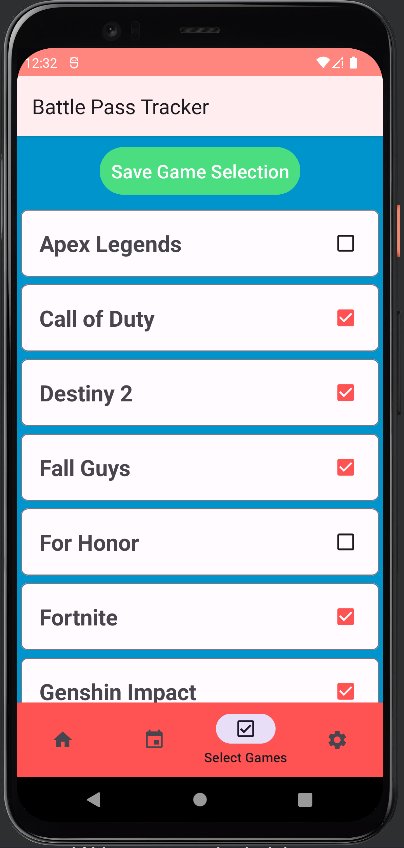 12:32
Battle Pass Tracker
Save Game Selection
Apex Legends
Call of Duty
Destiny 2
Fall Guys
For Honor
Fortnite
Genshin Impact
Select Games